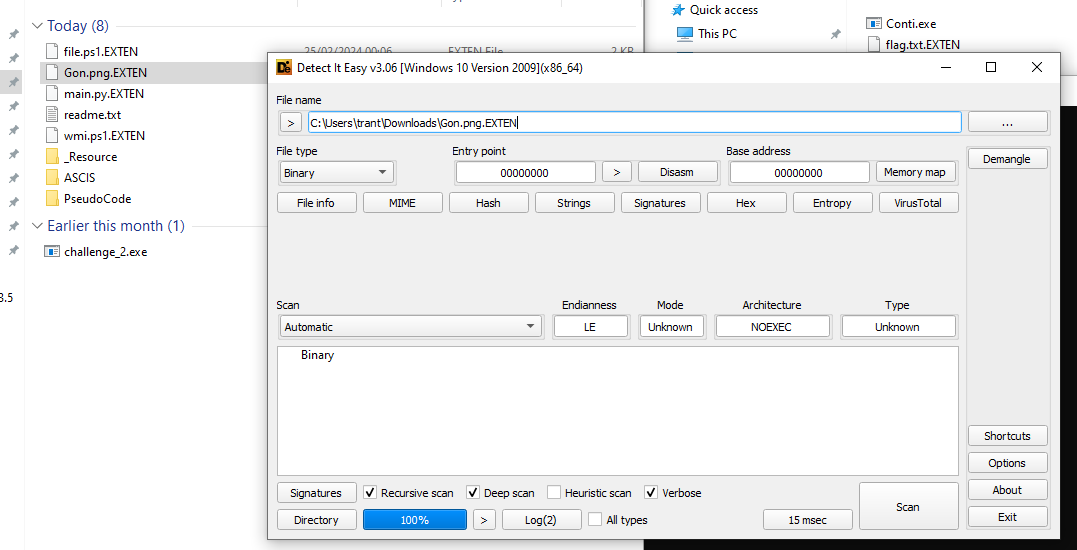 Today (8)
file.ps1.EXTEN
25/02/2024 00:06
EXTEN File
2 KB
Gon.png.EXTEN
main.py.EXTEN
readme.txt
wmi.ps1.EXTEN
_Resource
ASCIS
PseudoCode
Earlier this month (1)
challenge_2.exe
3.5
Quick access
This PC
Conti.exe
flag.txt.EXTEN
Detect It Easy v3.06 [Windows 10 Version 2009](x86_64)
File name
> C:\Users\trant\Downloads\Gon.png.EXTEN ...
File type Entry point Base address
Binary 00000000 > Disasm 00000000 Memory map
Demangle
File info MIME Hash Strings Signatures Hex Entropy VirusTotal
Scan Endianness Mode Architecture Type
Automatic LE Unknown NOEXEC Unknown
Binary
Shortcuts
Options
About
Exit
Signatures Recursive scan Deep scan Heuristic scan Verbose
Directory 100% > Log(2) All types 15 msec
Scan